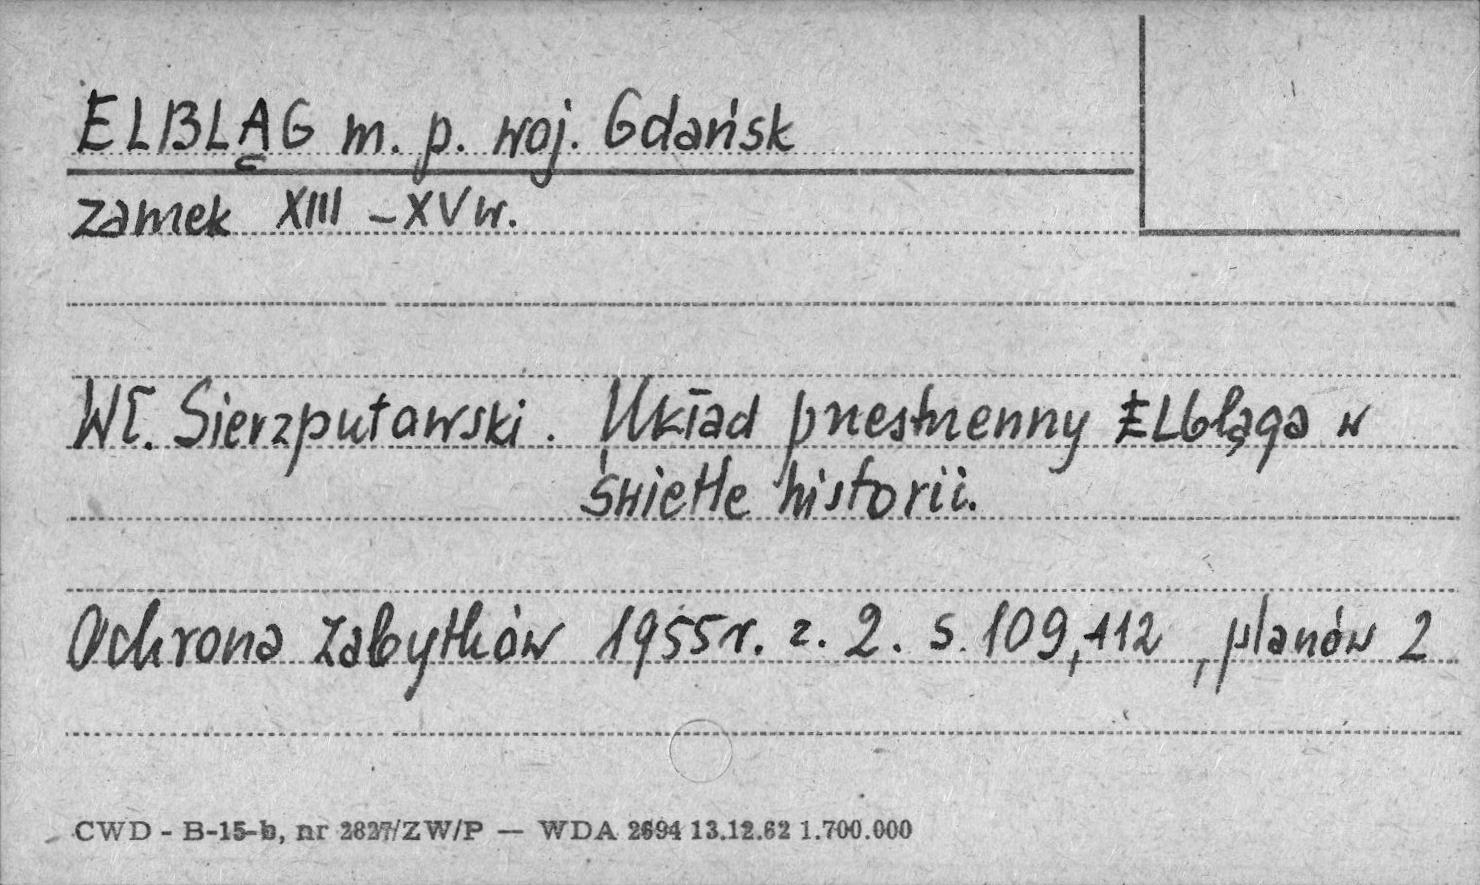 ELBLĄG m. p. woj. Gdańsk
zamek XIII – XV w.
Wł. Sierzputowski. Układ przestrzenny Elbląga w
świetle historii.
Ochrona Zabytków 1955 r. z. 2. s. 109, 112, planów 2
CWD - B-15-b, nr 2827/ZW/P — WDA 2694 13.12.62 1.700.000